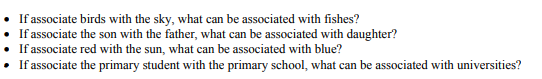 • If associate birds with the sky, what can be associated with fishes?
• If associate the son with the father, what can be associated with daughter?
• If associate red with the sun, what can be associated with blue?
• If associate the primary student with the primary school, what can be associated with universities?